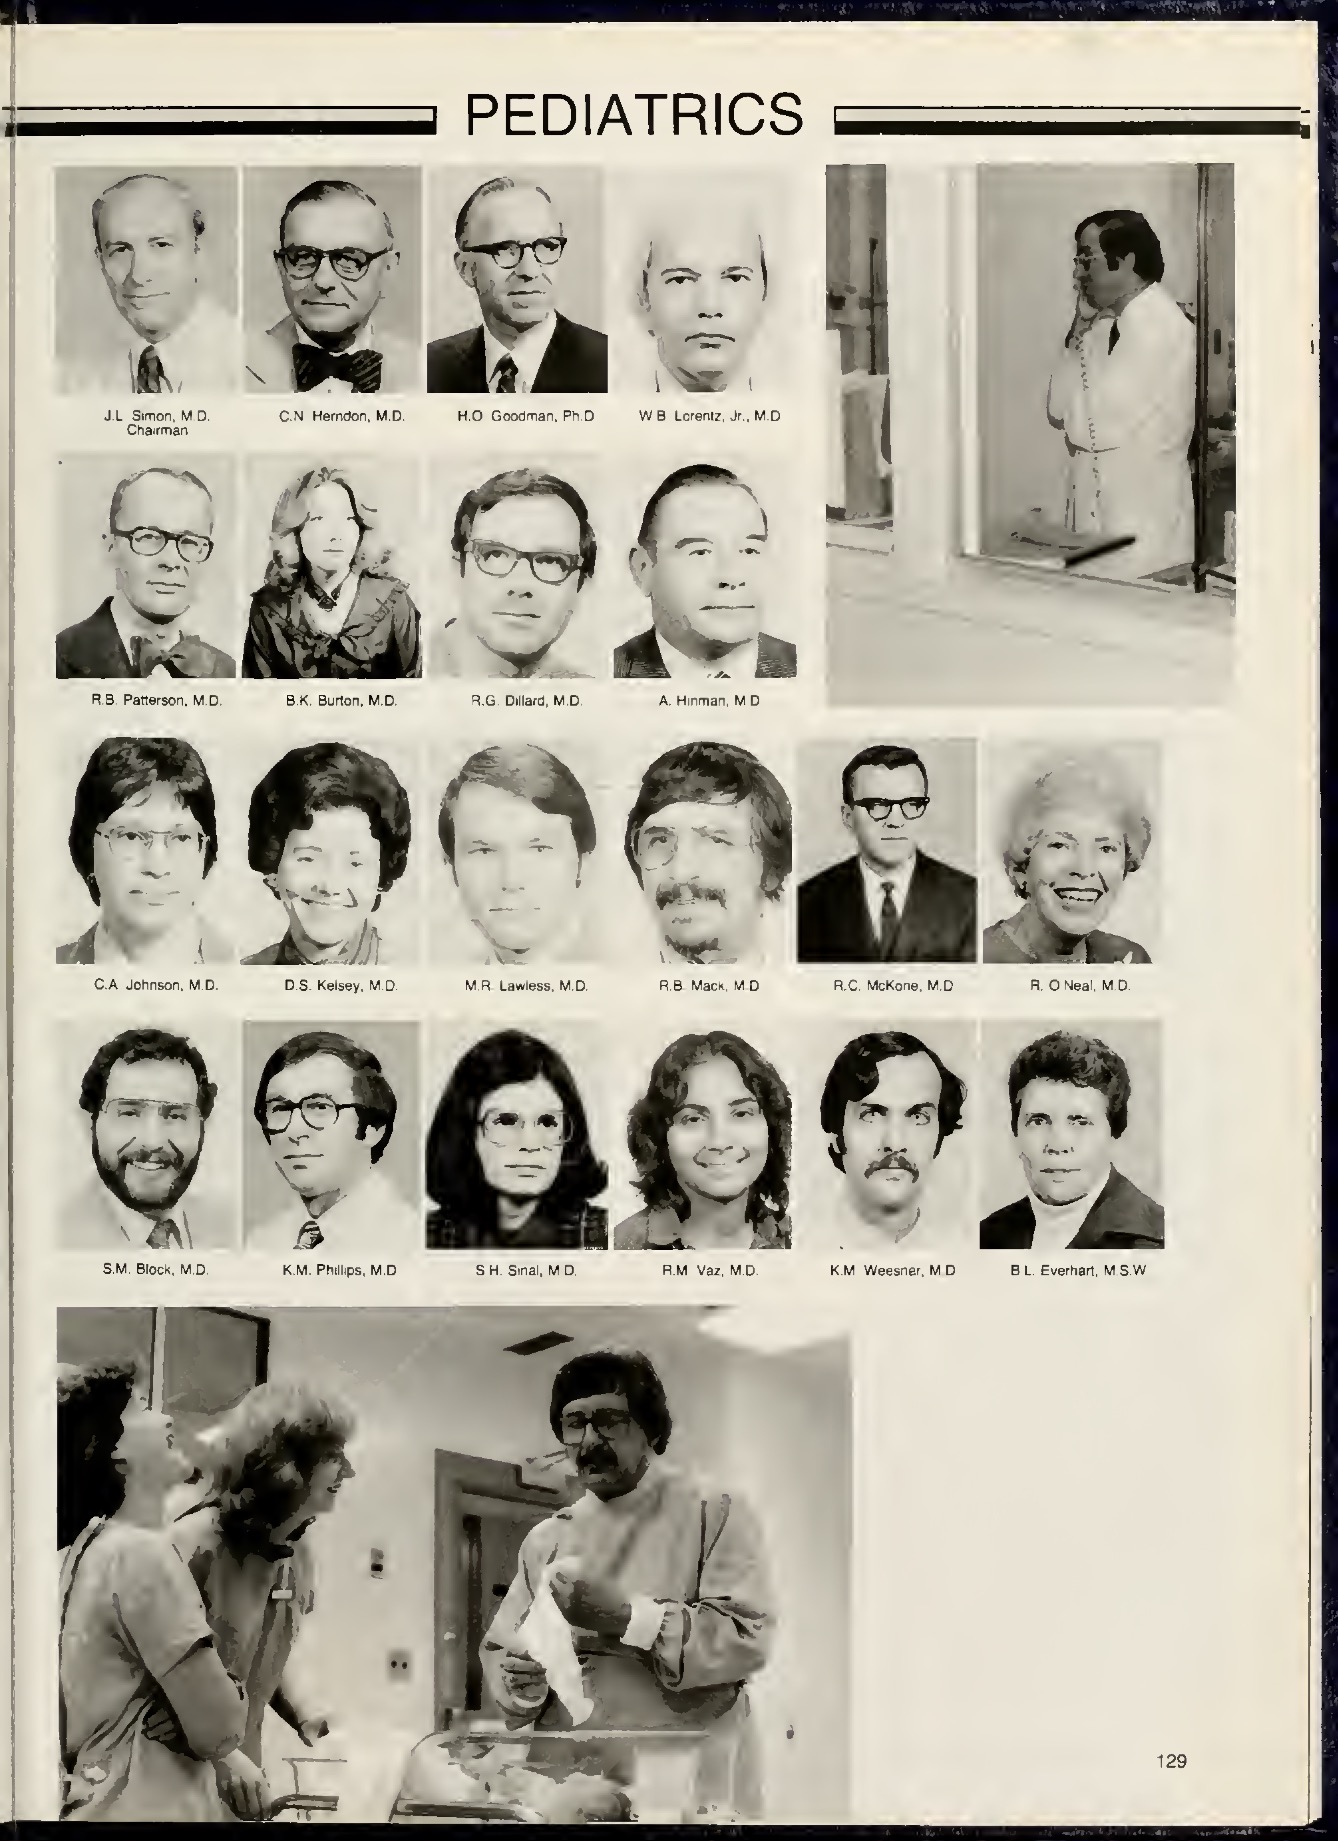 PEDIATRICS
J.L Simon, M.D.
Chairman
C.N Herndon, M.D.
H.O Goodman, Ph.D
W.B Lorentz, Jr., M.D
R.B. Patterson, M.D.
B.K. Burton, M.D.
R.G. Dillard, M.D.
A. Hinman, M D
C.A Johnson, M.D.
D.S. Kelsey, M.D.
M.R. Lawless, M.D.
R.B. Mack, M.D
R.C. McKone, M.D
R. O Neal, M.D.
S.M. Block, M.D.
K.M. Phillips, M.D
S H. Sinal, M D.
R.M Vaz, M.D.
K.M Weesner, M.D
B L. Everhart, M.S.W
129